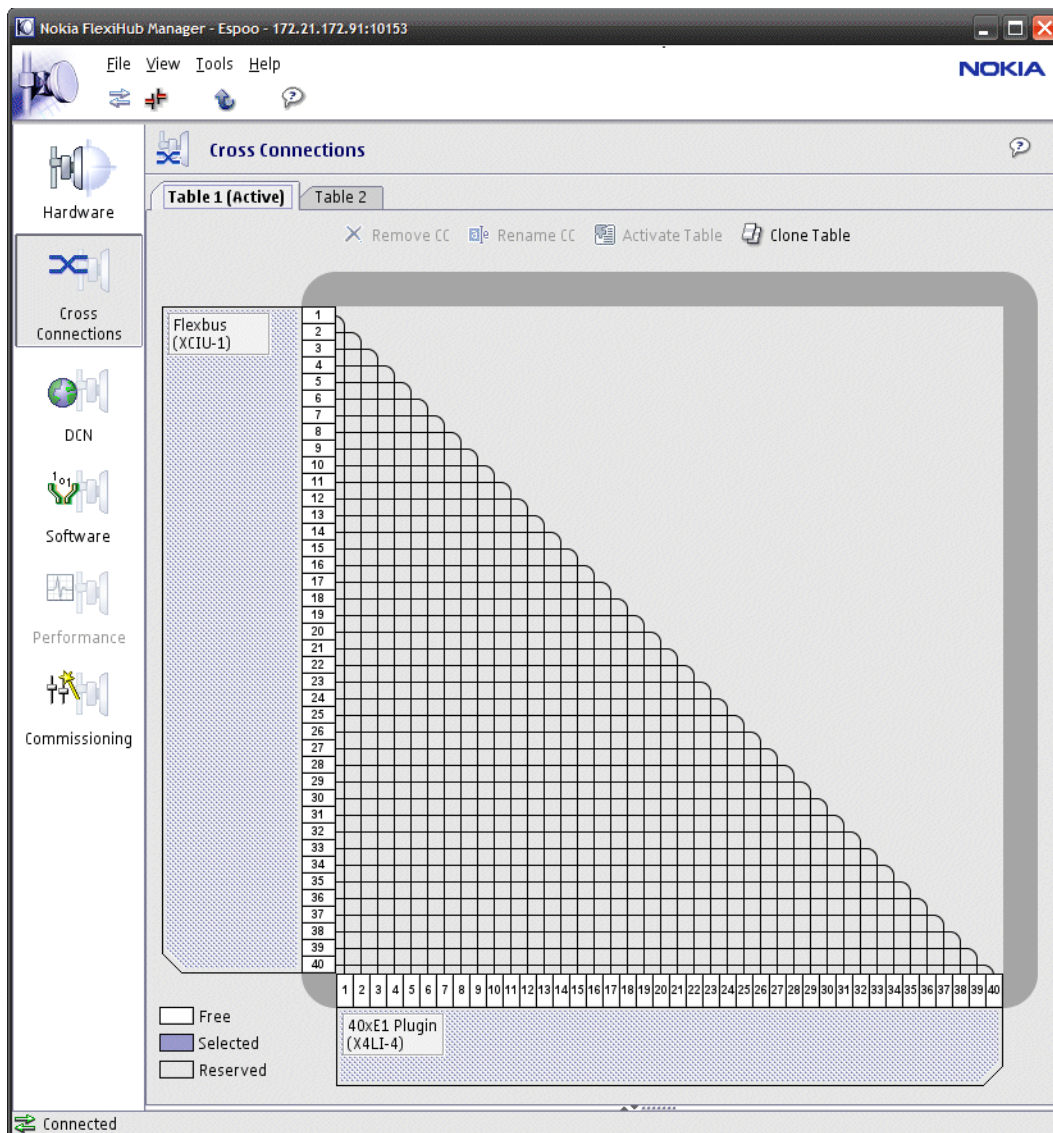 Nokia FlexiHub Manager - Espoo - 172.21.172.91:10153
File View Tools Help
NOKIA
Cross Connections
Hardware
Table 1 (Active) Table 2
Remove CC Rename CC Activate Table Clone Table
Cross
Connections
Flexbus
(XCIU-1)
1
2
3
4
5
6
7
8
9
10
11
12
13
14
15
16
17
18
19
20
21
22
23
24
25
26
27
28
29
30
31
32
33
34
35
36
37
38
39
40
DCN
Software
Performance
Commissioning
1 2 3 4 5 6 7 8 9 10 11 12 13 14 15 16 17 18 19 20 21 22 23 24 25 26 27 28 29 30 31 32 33 34 35 36 37 38 39 40
Free
Selected
Reserved
40xE1 Plugin
(X4LI-4)
Connected